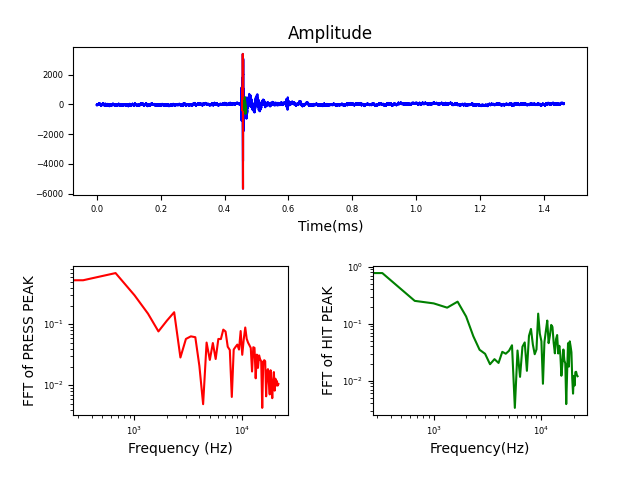 Amplitude
2000
0
−2000
−4000
−6000
0.0 0.2 0.4 0.6 0.8 1.0 1.2 1.4
Time(ms)
FFT of PRESS PEAK
10⁻¹
10⁻²
10³ 10⁴
Frequency (Hz)
FFT of HIT PEAK
10⁰
10⁻¹
10⁻²
10³ 10⁴
Frequency(Hz)